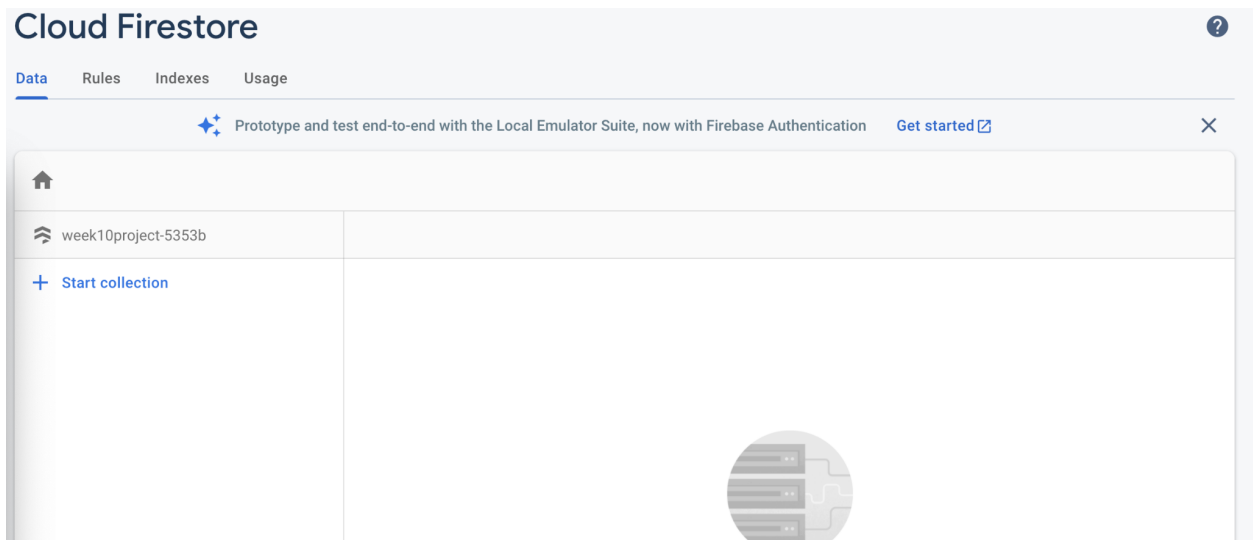 Cloud Firestore
Data Rules Indexes Usage
Prototype and test end-to-end with the Local Emulator Suite, now with Firebase Authentication Get started
week10project-5353b
+ Start collection